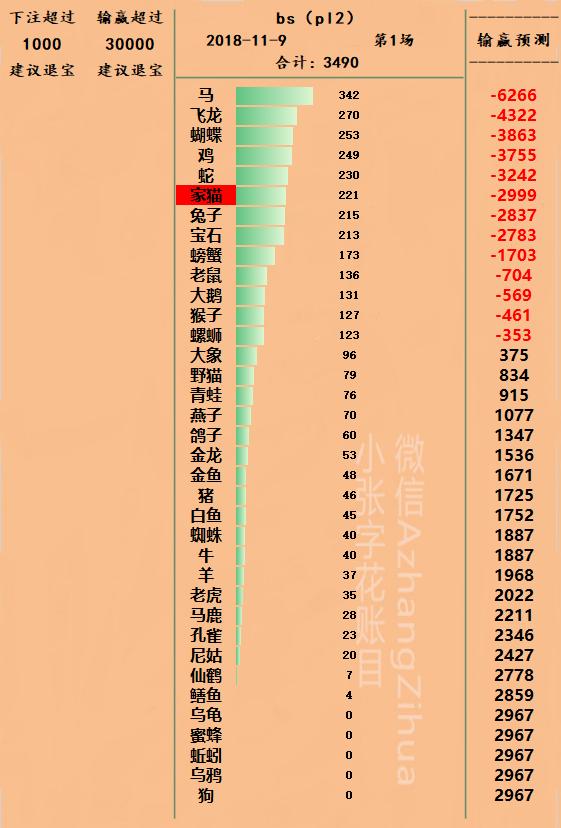 下注超过 输赢超过
1000 30000
建议退宝 建议退宝
bs (pl2)
2018-11-9 第1场
合计: 3490
----------
输赢预测
----------
马 342 -6266
飞龙 270 -4322
蝴蝶 253 -3863
鸡 249 -3755
蛇 230 -3242
家猫 221 -2999
兔子 215 -2837
宝石 213 -2783
螃蟹 173 -1703
老鼠 136 -704
大鹅 131 -569
猴子 127 -461
螺蛳 123 -353
大象 96 375
野猫 79 834
青蛙 76 915
燕子 70 1077
鸽子 60 1347
金龙 53 1536
金鱼 48 1671
猪 46 1725
白鱼 45 1752
蜘蛛 40 1887
牛 40 1887
羊 37 1968
老虎 35 2022
马鹿 28 2211
孔雀 23 2346
尼姑 20 2427
仙鹤 7 2778
鳝鱼 4 2859
乌龟 0 2967
蜜蜂 0 2967
蚯蚓 0 2967
乌鸦 0 2967
狗 0 2967
微信AzhangZihua
小张字花账目